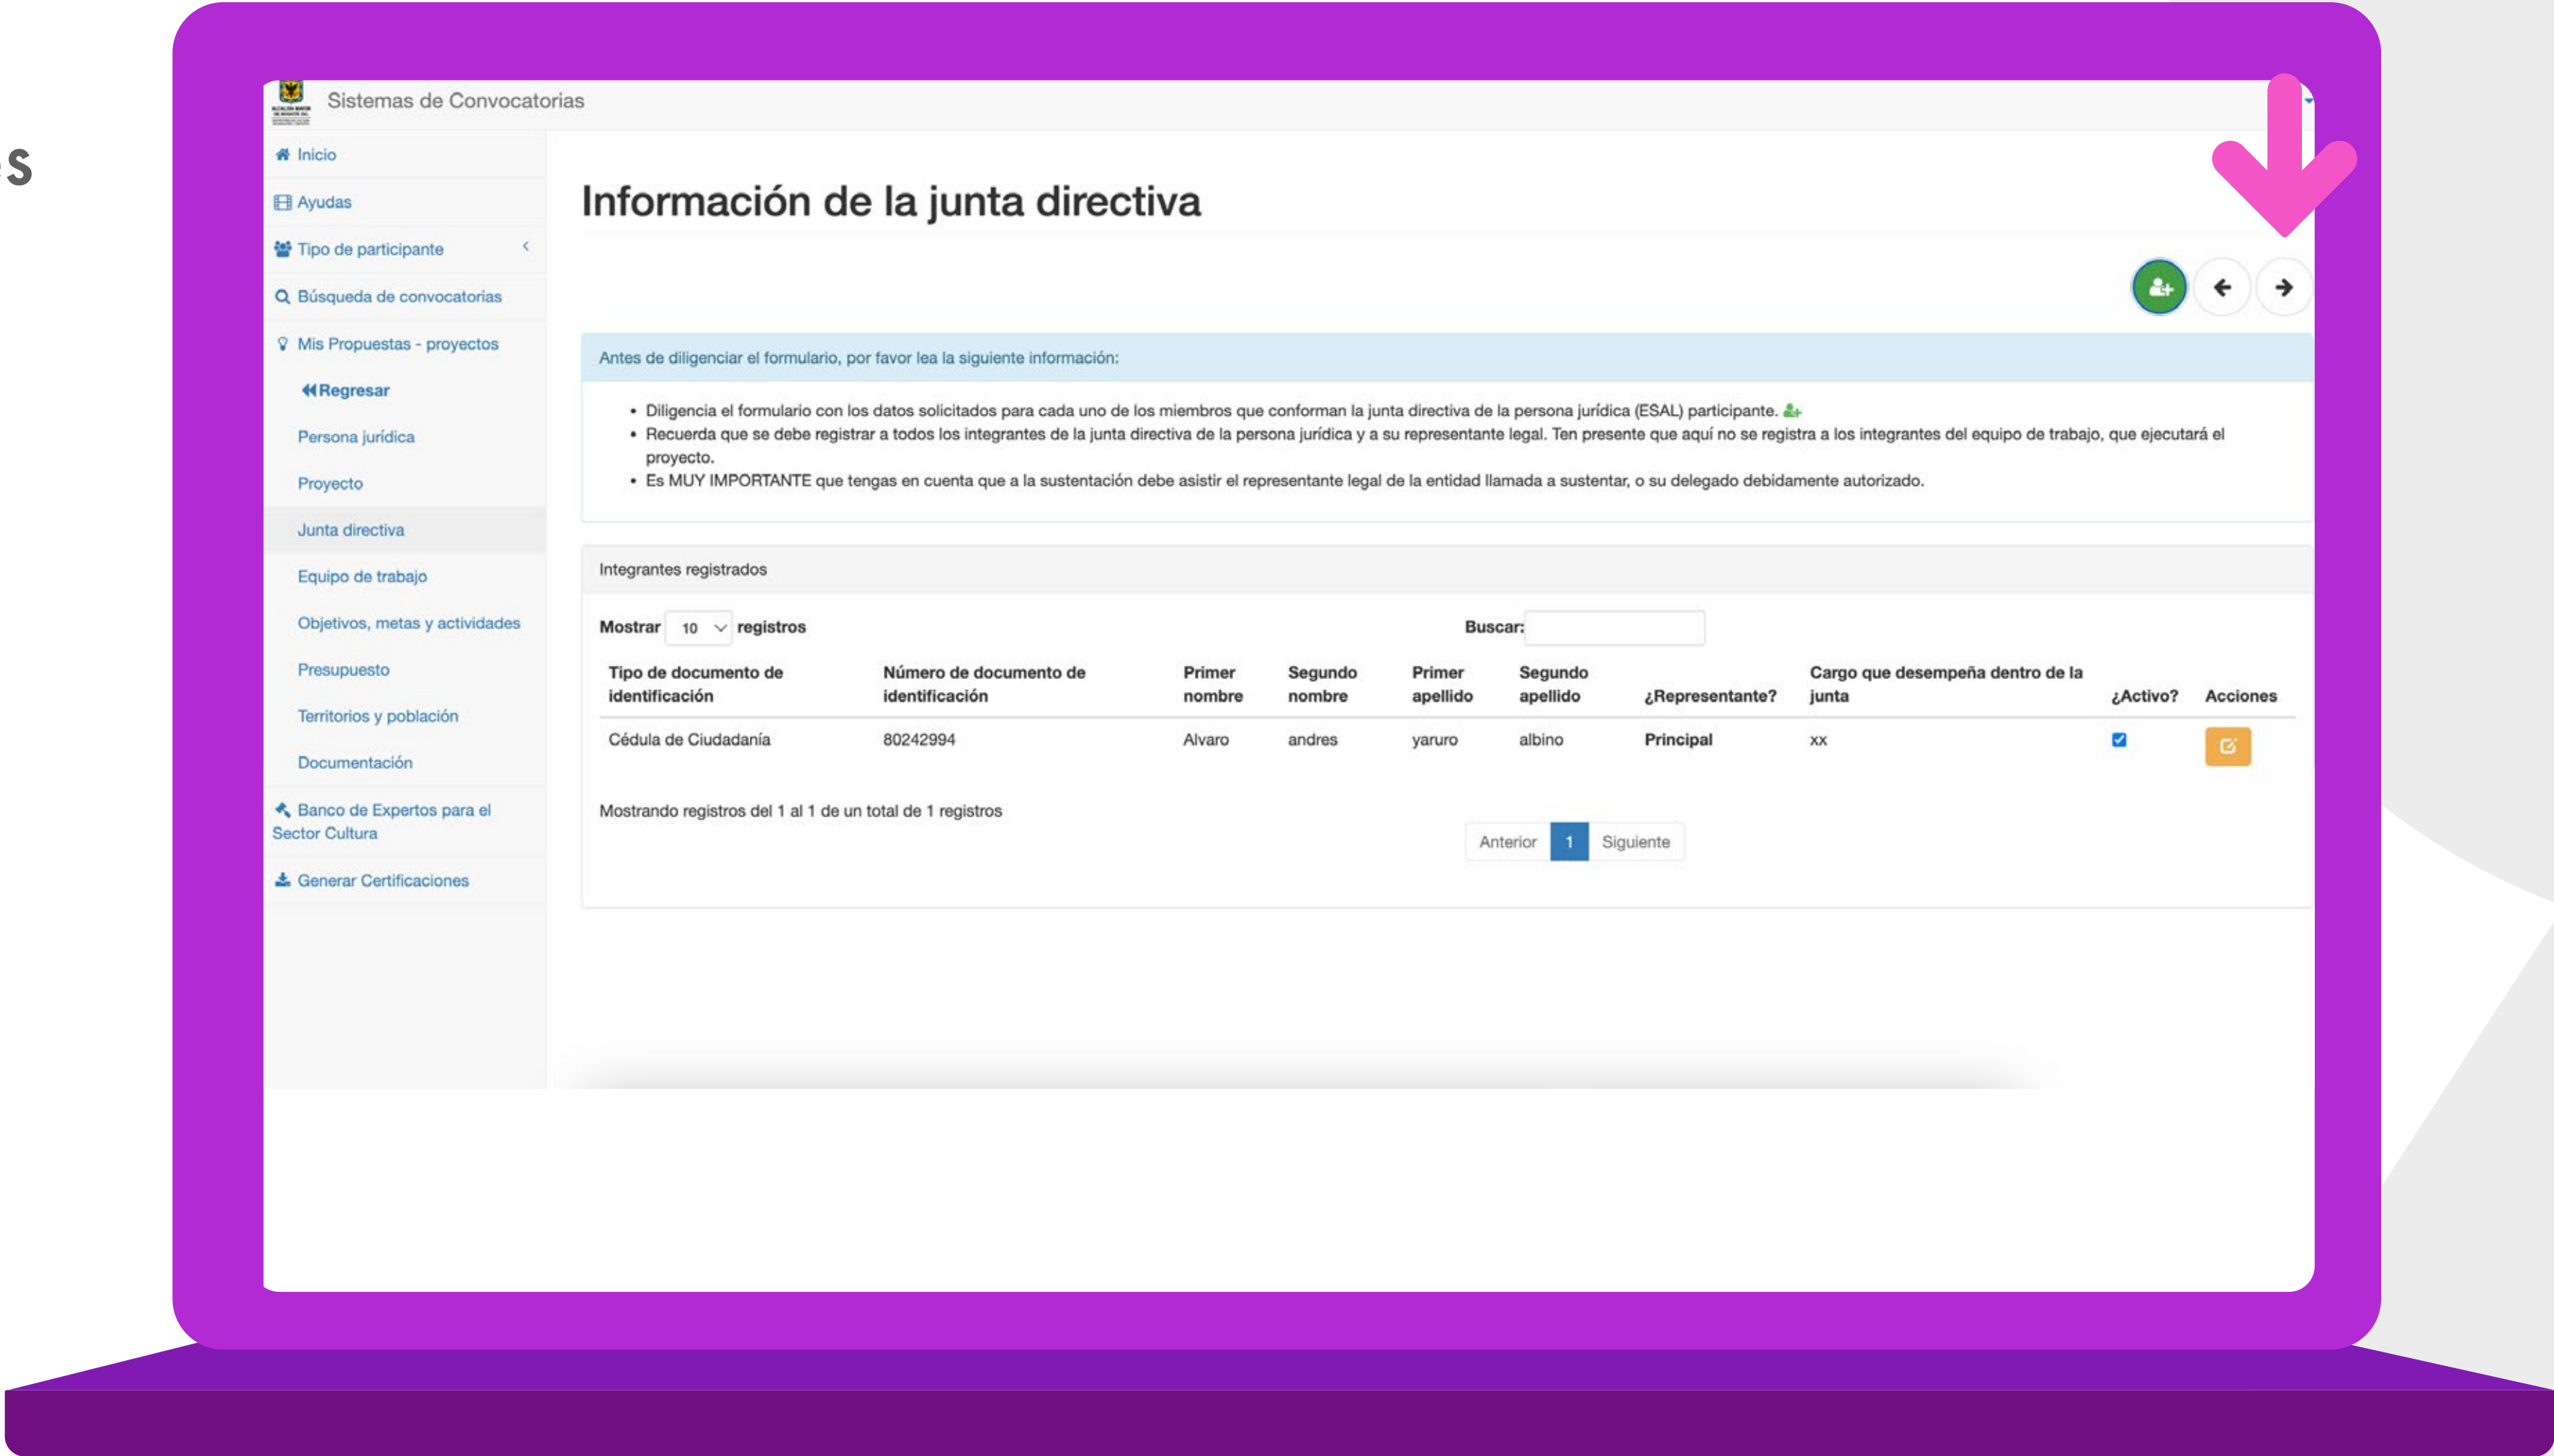 es
Sistemas de Convocatorias
Inicio
Ayudas
Tipo de participante
Búsqueda de convocatorias
Mis Propuestas - proyectos
Regresar
Persona jurídica
Proyecto
Junta directiva
Equipo de trabajo
Objetivos, metas y actividades
Presupuesto
Territorios y población
Documentación
Banco de Expertos para el
Sector Cultura
Generar Certificaciones
Información de la junta directiva
Antes de diligenciar el formulario, por favor lea la siguiente información:
• Diligencia el formulario con los datos solicitados para cada uno de los miembros que conforman la junta directiva de la persona jurídica (ESAL) participante.
• Recuerda que se debe registrar a todos los integrantes de la junta directiva de la persona jurídica y a su representante legal. Ten presente que aquí no se registra a los integrantes del equipo de trabajo, que ejecutará el
proyecto.
• Es MUY IMPORTANTE que tengas en cuenta que a la sustentación debe asistir el representante legal de la entidad llamada a sustentar, o su delegado debidamente autorizado.
Integrantes registrados
Mostrar 10 registros Buscar:
Tipo de documento de identificación Número de documento de identificación Primer nombre Segundo nombre Primer apellido Segundo apellido ¿Representante? Cargo que desempeña dentro de la junta ¿Activo? Acciones
Cédula de Ciudadanía 80242994 Alvaro andres yaruro albino Principal xx
Mostrando registros del 1 al 1 de un total de 1 registros
Anterior 1 Siguiente